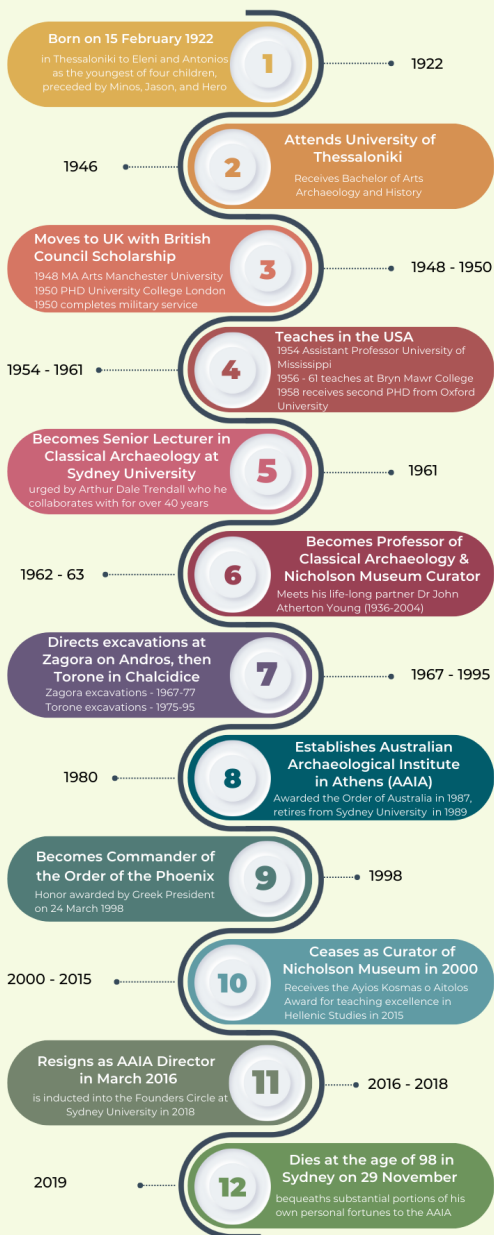 Born on 15 February 1922
in Thessaloniki to Eleni and Antonios
as the youngest of four children,
preceded by Minos, Jason, and Hero
1
1922
1946
2
Attends University of
Thessaloniki
Receives Bachelor of Arts
Archaeology and History
Moves to UK with British
Council Scholarship
1948 MA Arts Manchester University
1950 PHD University College London
1950 completes military service
3
1948 - 1950
1954 - 1961
4
Teaches in the USA
1954 Assistant Professor University of
Mississippi
1956 - 61 teaches at Bryn Mawr College
1958 receives second PHD from Oxford
University
Becomes Senior Lecturer in
Classical Archaeology at
Sydney University
urged by Arthur Dale Trendall who he
collaborates with for over 40 years
5
1961
1962 - 63
6
Becomes Professor of
Classical Archaeology &
Nicholson Museum Curator
Meets his life-long partner Dr John
Atherton Young (1936-2004)
Directs excavations at
Zagora on Andros, then
Torone in Chalcidice
Zagora excavations - 1967-77
Torone excavations - 1975-95
7
1967 - 1995
1980
8
Establishes Australian
Archaeological Institute
in Athens (AAIA)
Awarded the Order of Australia in 1987,
retires from Sydney University in 1989
Becomes Commander of
the Order of the Phoenix
Honor awarded by Greek President
on 24 March 1998
9
1998
2000 - 2015
10
Ceases as Curator of
Nicholson Museum in 2000
Receives the Ayios Kosmas o Aitolos
Award for teaching excellence in
Hellenic Studies in 2015
Resigns as AAIA Director
in March 2016
is inducted into the Founders Circle at
Sydney University in 2018
11
2016 - 2018
2019
12
Dies at the age of 98 in
Sydney on 29 November
bequeaths substantial portions of his
own personal fortunes to the AAIA